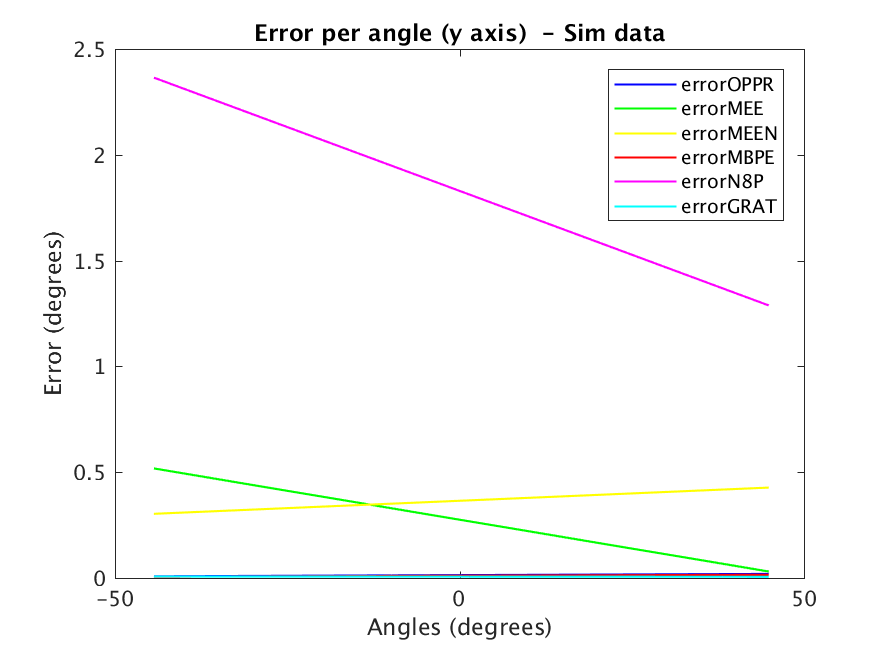 Error per angle (y axis)  - Sim data
2.5
errorOPPR
errorMEE
errorMEEN
errorMBPE
errorN8P
errorGRAT
2
1.5
1
0.5
0
Error (degrees)
-50 0 50
Angles (degrees)